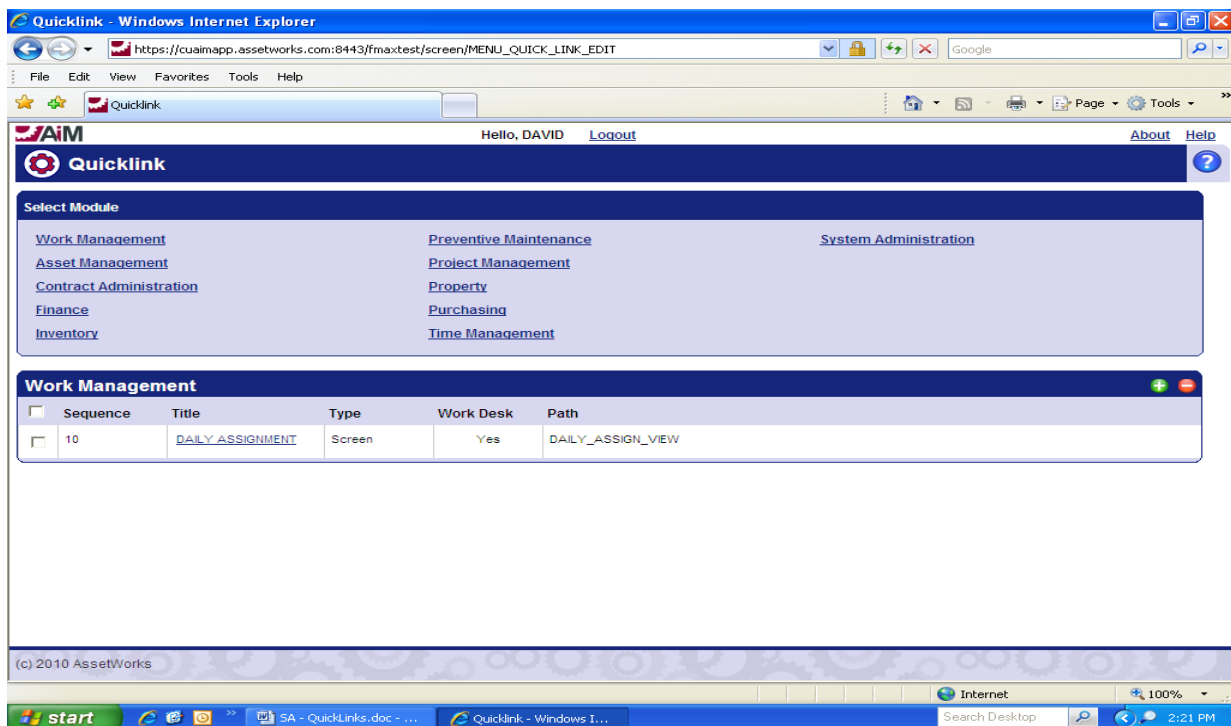 Quicklink - Windows Internet Explorer
https://cuaimapp.assetworks.com:8443/fmaxtest/screen/MENU_QUICK_LINK_EDIT
Google
File Edit View Favorites Tools Help
Quicklink
Page Tools
AiM
Hello, DAVID Logout
About Help
Quicklink
?
Select Module
Work Management Preventive Maintenance System Administration
Asset Management Project Management
Contract Administration Property
Finance Purchasing
Inventory Time Management
Work Management
Sequence Title Type Work Desk Path
10 DAILY ASSIGNMENT Screen Yes DAILY_ASSIGN_VIEW
(c) 2010 AssetWorks
Internet 100%
start SA - QuickLinks.doc - ... Quicklink - Windows I... Search Desktop 2:21 PM